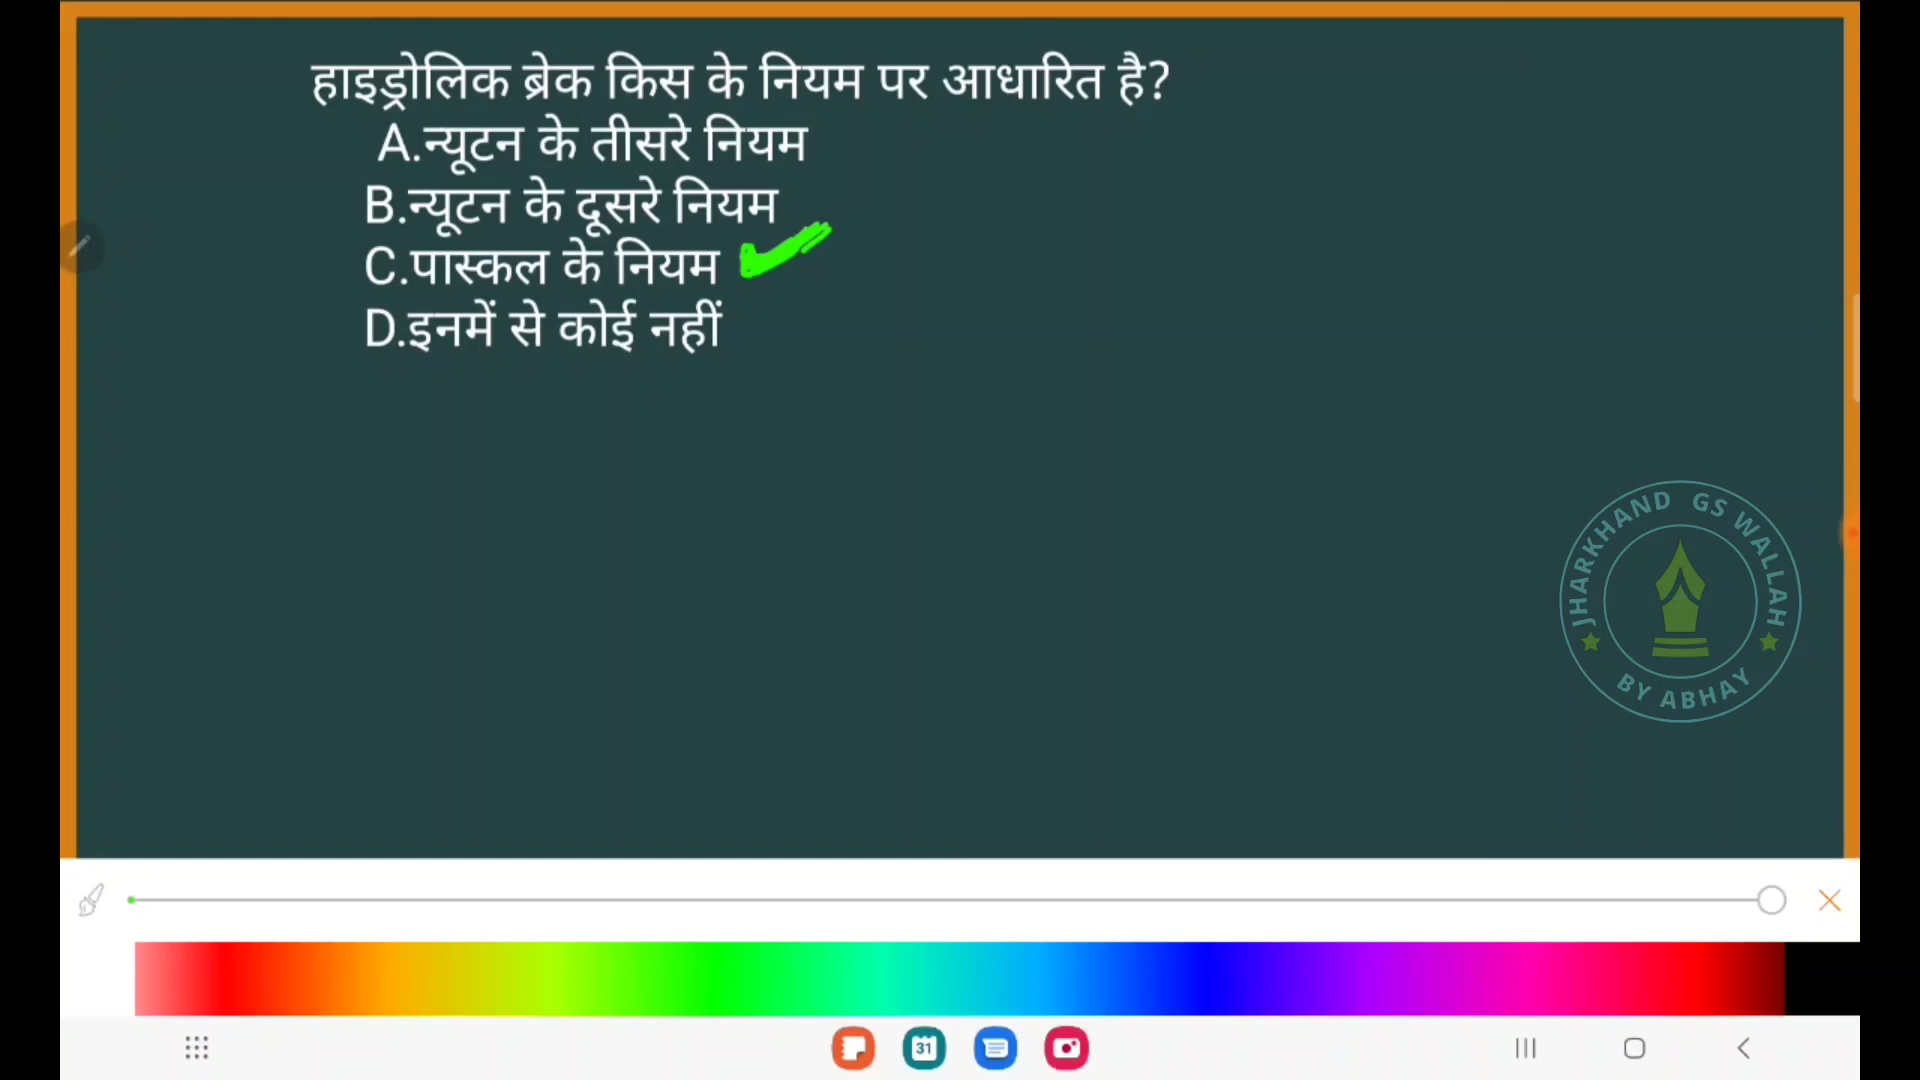 हाइड्रोलिक ब्रेक किस के नियम पर आधारित है?
A.न्यूटन के तीसरे नियम
B.न्यूटन के दूसरे नियम
C.पास्कल के नियम
D.इनमें से कोई नहीं
JHARKHAND GS WALLAH
BY ABHAY
31